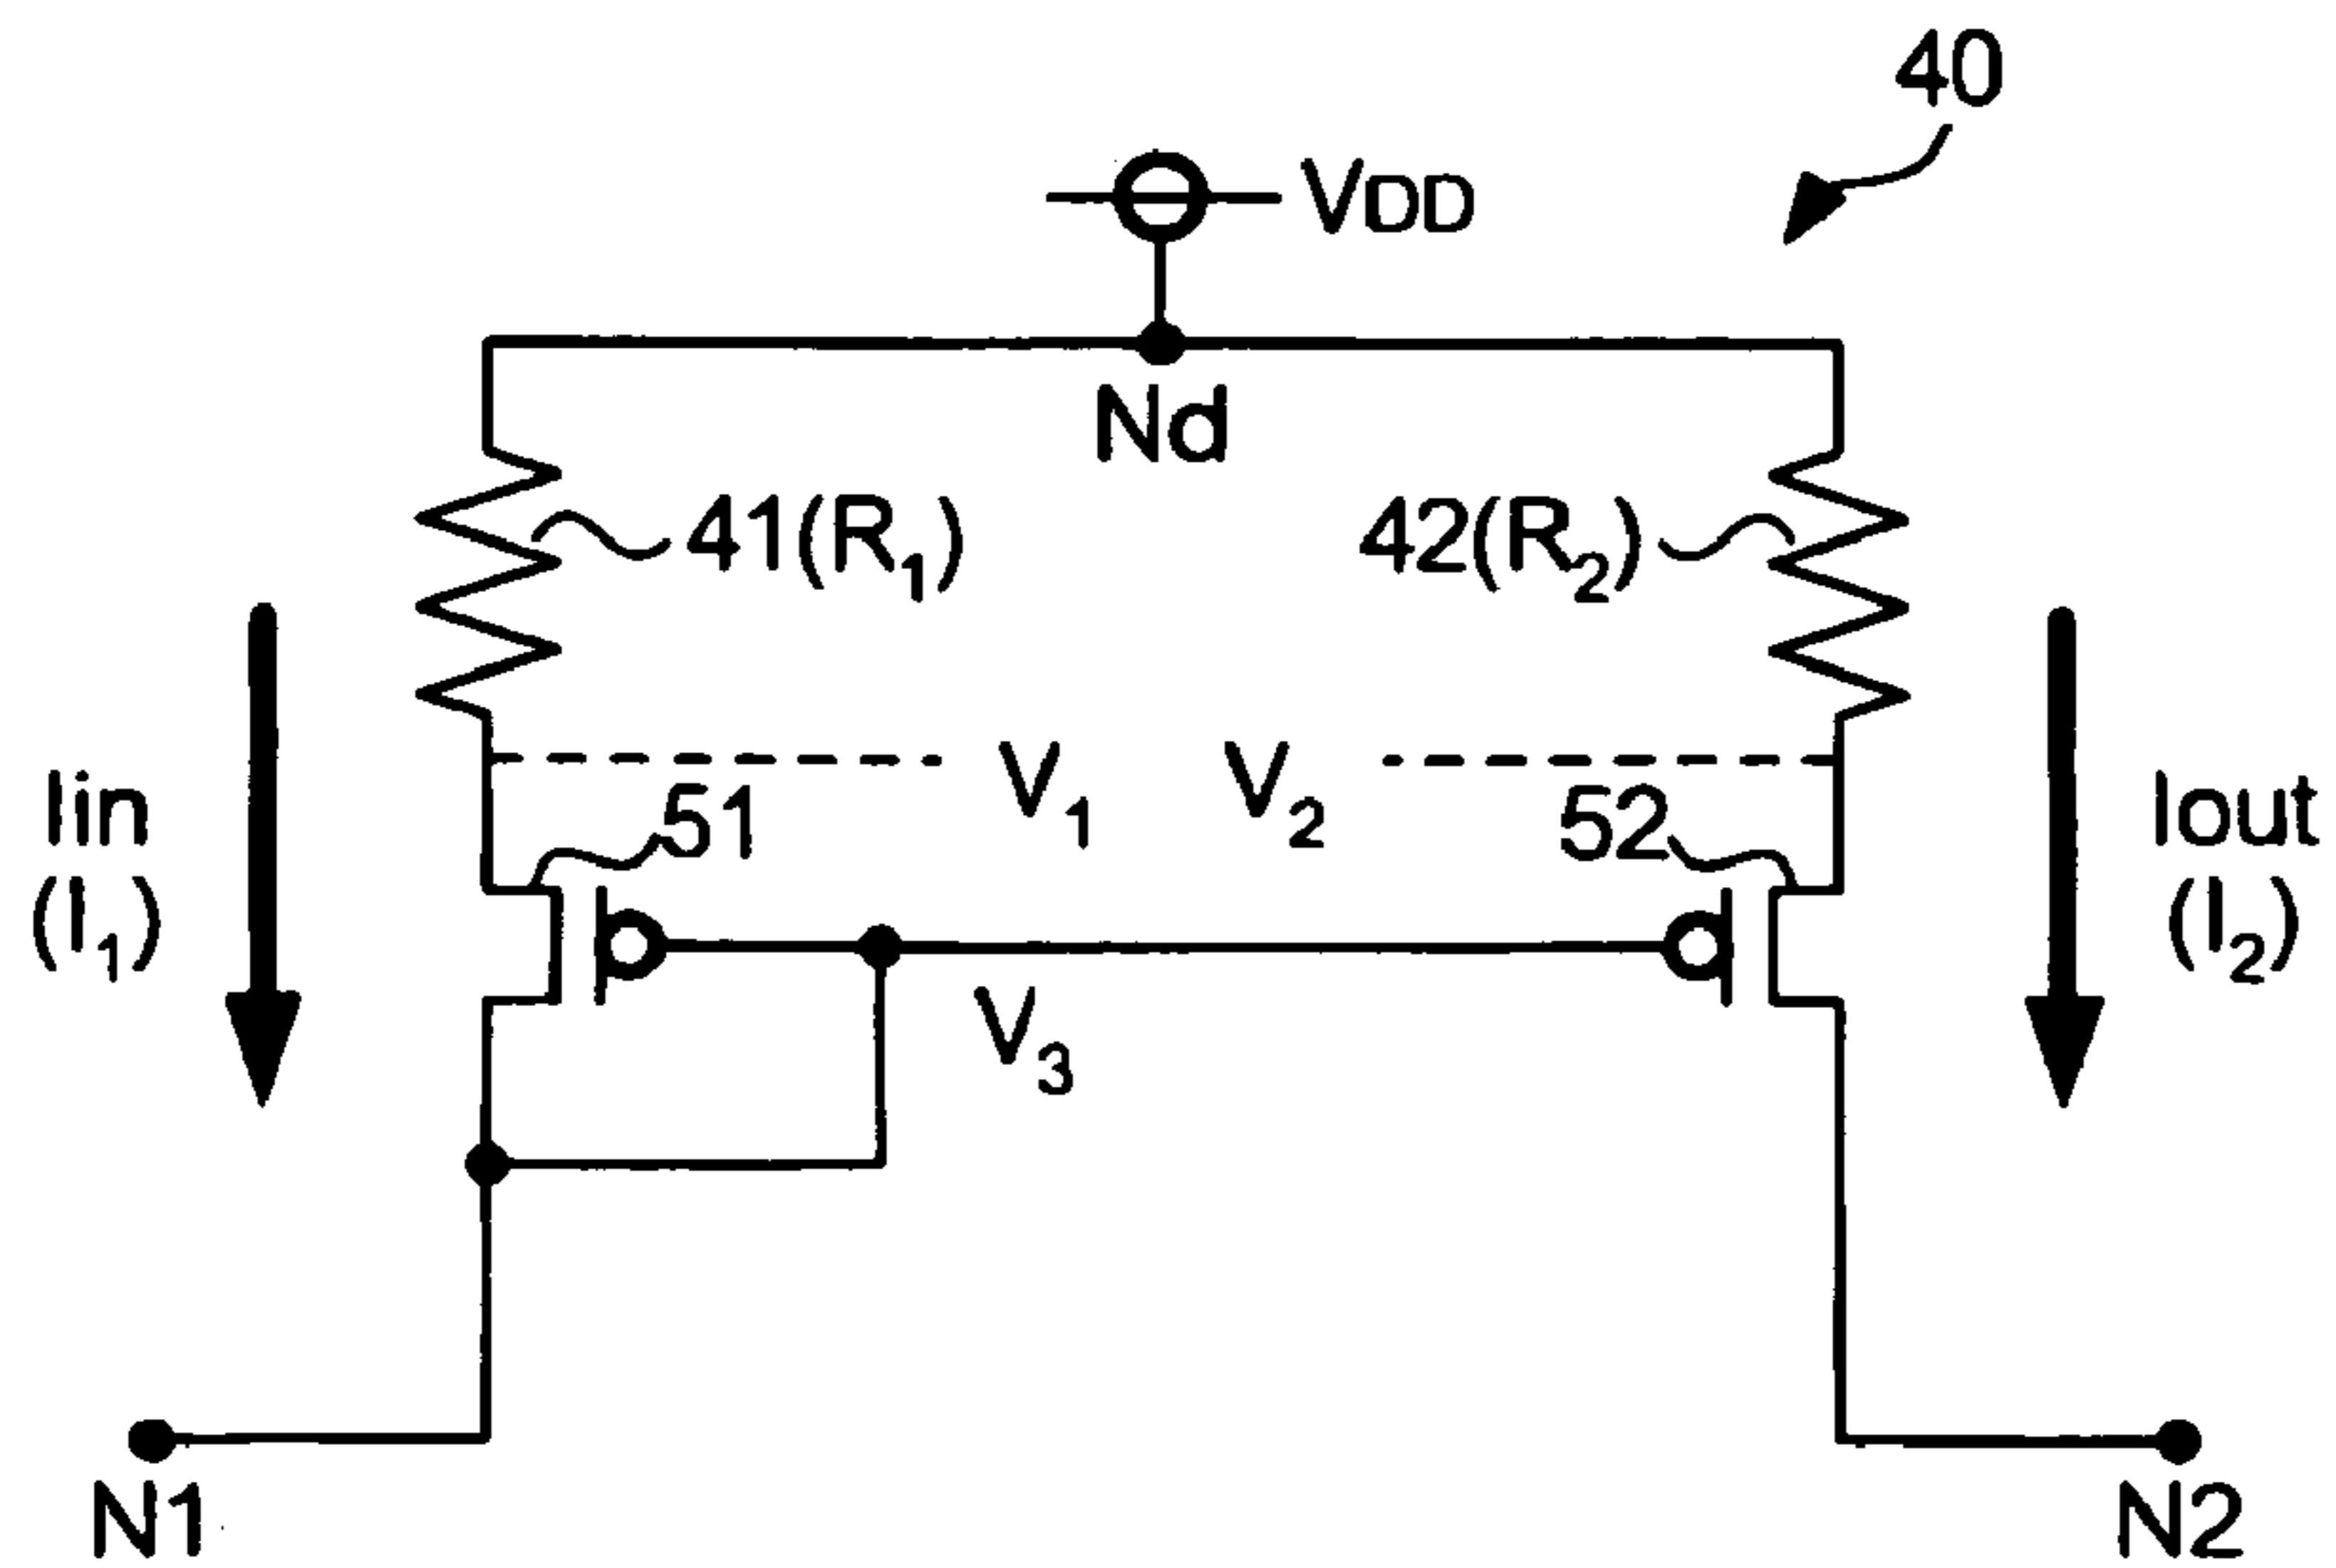 40
VDD
Nd
41(R1)
42(R2)
V1
V2
Iin
(I1)
51
52
Iout
(I2)
V3
N1
N2